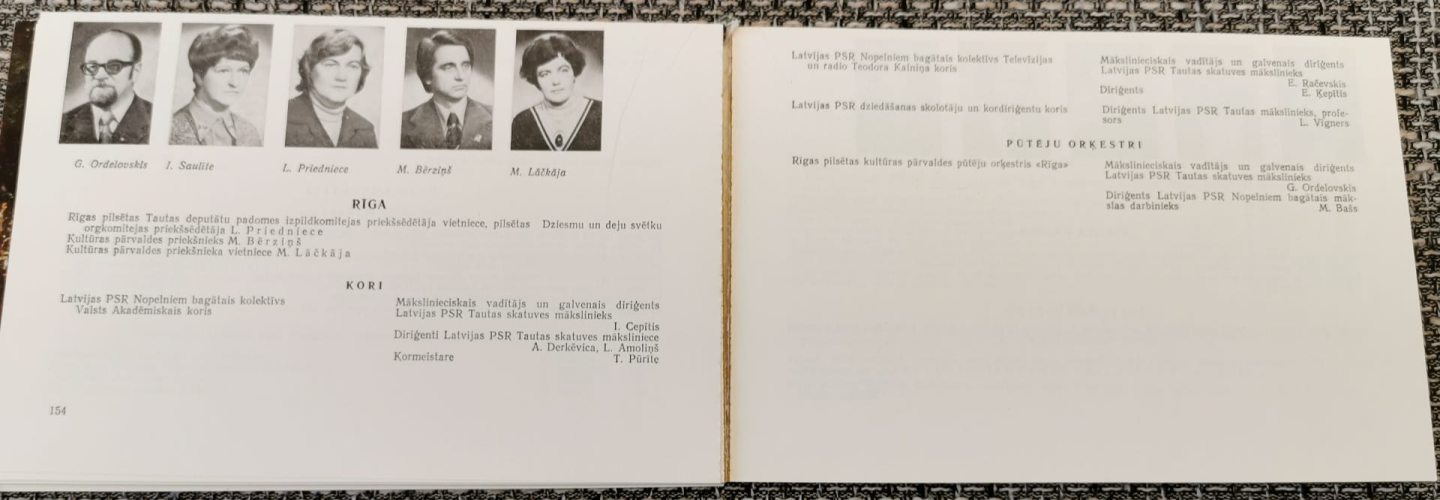 G. Ordelovskis
I. Saulite
L. Priedniece
M. Bērziņš
M. Lāčkāja
RĪGA
Rīgas pilsētas Tautas deputātu padomes izpildkomitejas priekšsēdētāja vietniece, pilsētas Dziesmu un deju svētku
orgkomitejas priekšsēdētāja L. Priedniece
Kultūras pārvaldes priekšnieks M. Bērziņš
Kultūras pārvaldes priekšnieka vietniece M. Lāčkāja
KORI
Latvijas PSR Nopelniem bagātais kolektīvs
Valsts Akadēmiskais koris
Mākslinieciskais vadītājs un galvenais diriģents
Latvijas PSR Tautas skatuves mākslinieks
I. Cepītis
Diriģenti Latvijas PSR Tautas skatuves māksliniece
A. Derkēvica, L. Amoliņš
Kormeistare T. Pūrīte
154
Latvijas PSR Nopelniem bagātais kolektīvs Televīzijas
un radio Teodora Kalniņa koris
Mākslinieciskais vadītājs un galvenais diriģents
Latvijas PSR Tautas skatuves mākslinieks
E. Račevskis
Diriģents E. Ķepītis
Latvijas PSR dziedāšanas skolotāju un kordiriģentu koris
Diriģents Latvijas PSR Tautas mākslinieks, profe-
sors L. Vīgners
PŪTĒJU ORĶESTRI
Rīgas pilsētas kultūras pārvaldes pūtēju orķestris «Rīga»
Mākslinieciskais vadītājs un galvenais diriģents
Latvijas PSR Tautas skatuves mākslinieks
G. Ordelovskis
Diriģents Latvijas PSR Nopelniem bagātais māk-
slas darbinieks M. Bašs